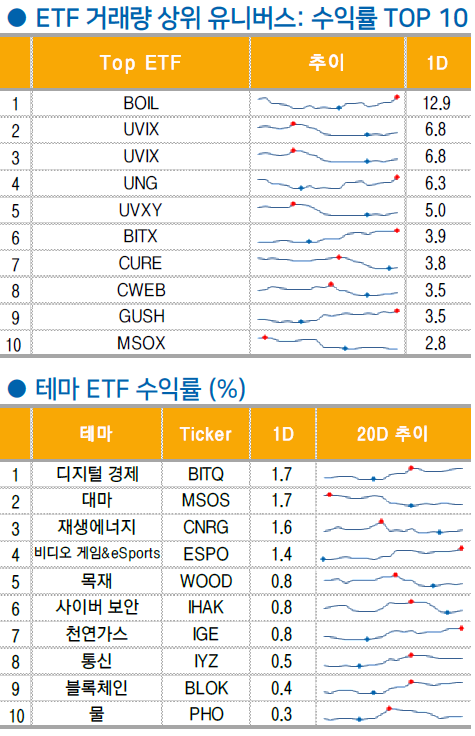 ● ETF 거래량 상위 유니버스: 수익률 TOP 10
Top ETF 추이 1D
1 BOIL 12.9
2 UVIX 6.8
3 UVIX 6.8
4 UNG 6.3
5 UVXY 5.0
6 BITX 3.9
7 CURE 3.8
8 CWEB 3.5
9 GUSH 3.5
10 MSOX 2.8
● 테마 ETF 수익률 (%)
테마 Ticker 1D 20D 추이
1 디지털 경제 BITQ 1.7
2 대마 MSOS 1.7
3 재생에너지 CNRG 1.6
4 비디오 게임&eSports ESPO 1.4
5 목재 WOOD 0.8
6 사이버 보안 IHAK 0.8
7 천연가스 IGE 0.8
8 통신 IYZ 0.5
9 블록체인 BLOK 0.4
10 물 PHO 0.3